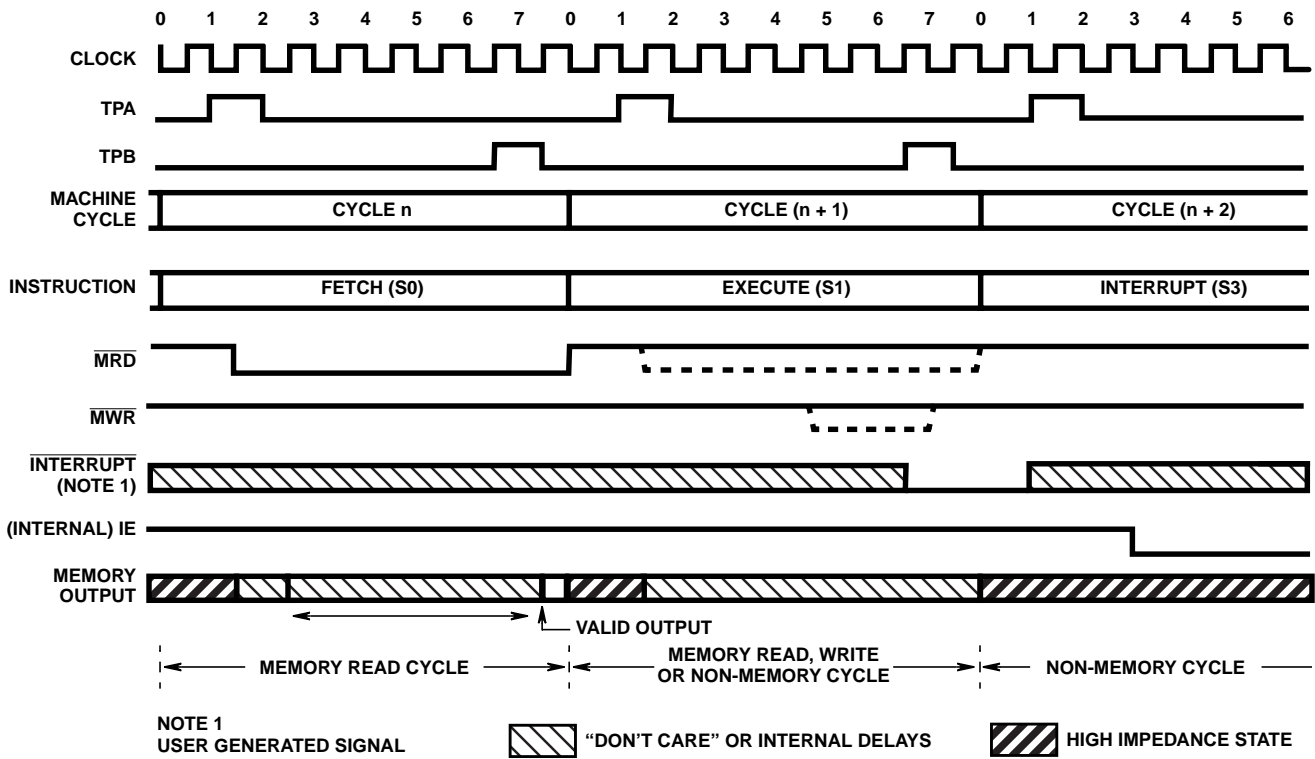 0 1 2 3 4 5 6 7 0 1 2 3 4 5 6 7 0 1 2 3 4 5 6
CLOCK
TPA
TPB
MACHINE
CYCLE
CYCLE n
CYCLE (n + 1)
CYCLE (n + 2)
INSTRUCTION
FETCH (S0)
EXECUTE (S1)
INTERRUPT (S3)
MRD
MWR
INTERRUPT
(NOTE 1)
(INTERNAL) IE
MEMORY
OUTPUT
VALID OUTPUT
MEMORY READ CYCLE
MEMORY READ, WRITE
OR NON-MEMORY CYCLE
NON-MEMORY CYCLE
NOTE 1
USER GENERATED SIGNAL
“DON'T CARE” OR INTERNAL DELAYS
HIGH IMPEDANCE STATE